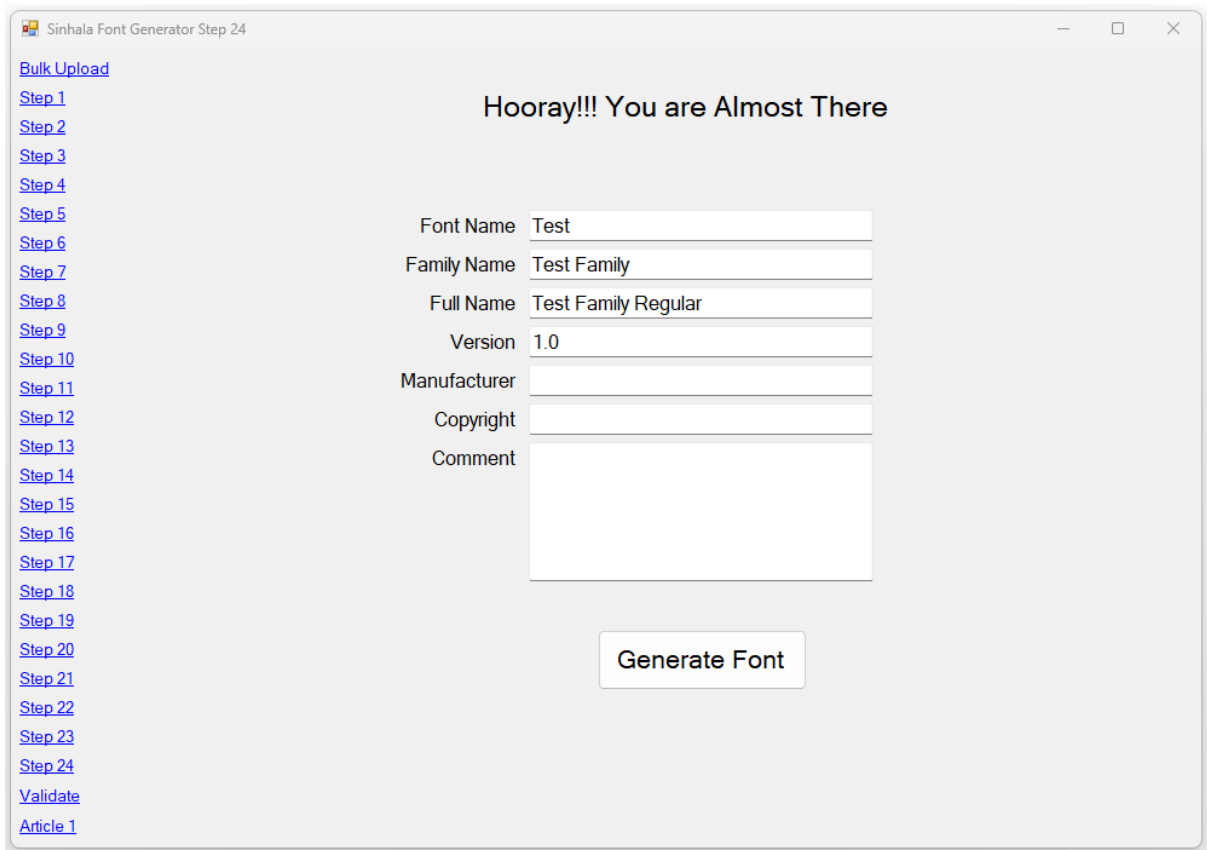 Sinhala Font Generator Step 24
Bulk Upload
Step 1
Step 2
Step 3
Step 4
Step 5
Step 6
Step 7
Step 8
Step 9
Step 10
Step 11
Step 12
Step 13
Step 14
Step 15
Step 16
Step 17
Step 18
Step 19
Step 20
Step 21
Step 22
Step 23
Step 24
Validate
Article 1
Hooray!!! You are Almost There
Font Name Test
Family Name Test Family
Full Name Test Family Regular
Version 1.0
Manufacturer
Copyright
Comment
Generate Font